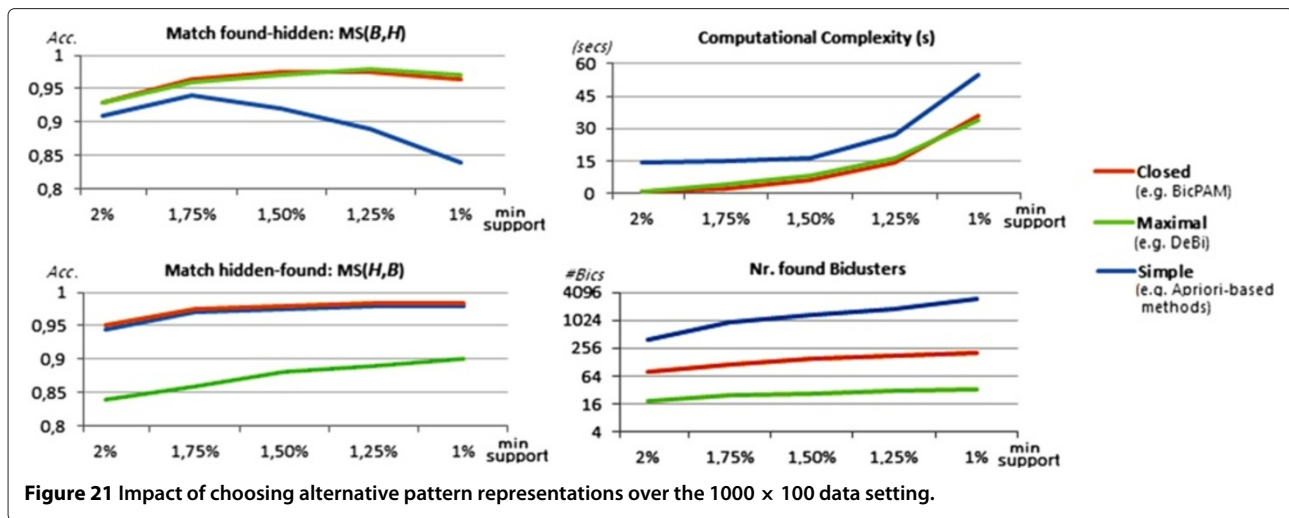 Match found-hidden: MS(B,H)
Acc.
1
0,95
0,9
0,85
0,8
2%
1,75%
1,50%
1,25%
1%
min
support
Computational Complexity (s)
(secs)
60
45
30
15
0
2%
1,75%
1,50%
1,25%
1%
min
support
Match hidden-found: MS(H,B)
Acc.
1
0,95
0,9
0,85
0,8
2%
1,75%
1,50%
1,25%
1%
min
support
Nr. found Biclusters
#Bics
4096
1024
256
64
16
4
2%
1,75%
1,50%
1,25%
1%
min
support
Closed
(e.g. BicPAM)
Maximal
(e.g. DeBi)
Simple
(e.g. Apriori-based
methods)
Figure 21 Impact of choosing alternative pattern representations over the 1000 × 100 data setting.